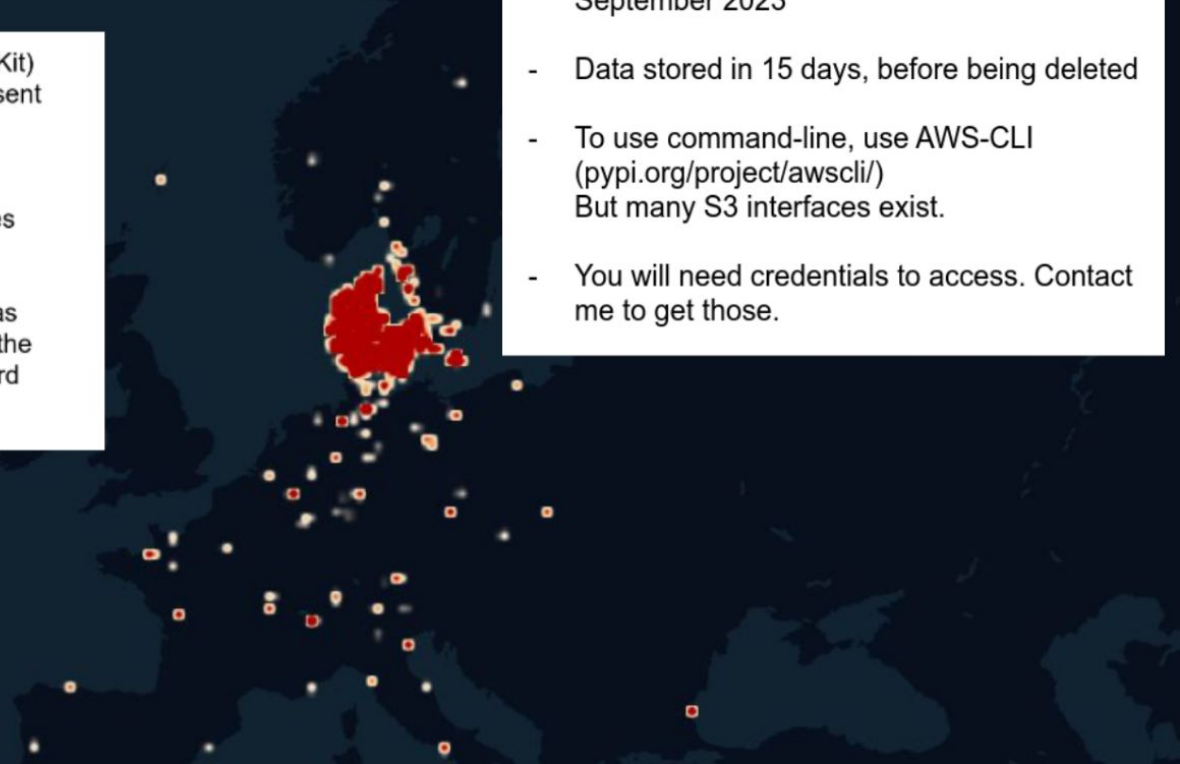 Kit)
sent
es
as
the
rd
September 2023
- Data stored in 15 days, before being deleted
- To use command-line, use AWS-CLI
(pypi.org/project/awscli/)
But many S3 interfaces exist.
- You will need credentials to access. Contact
me to get those.